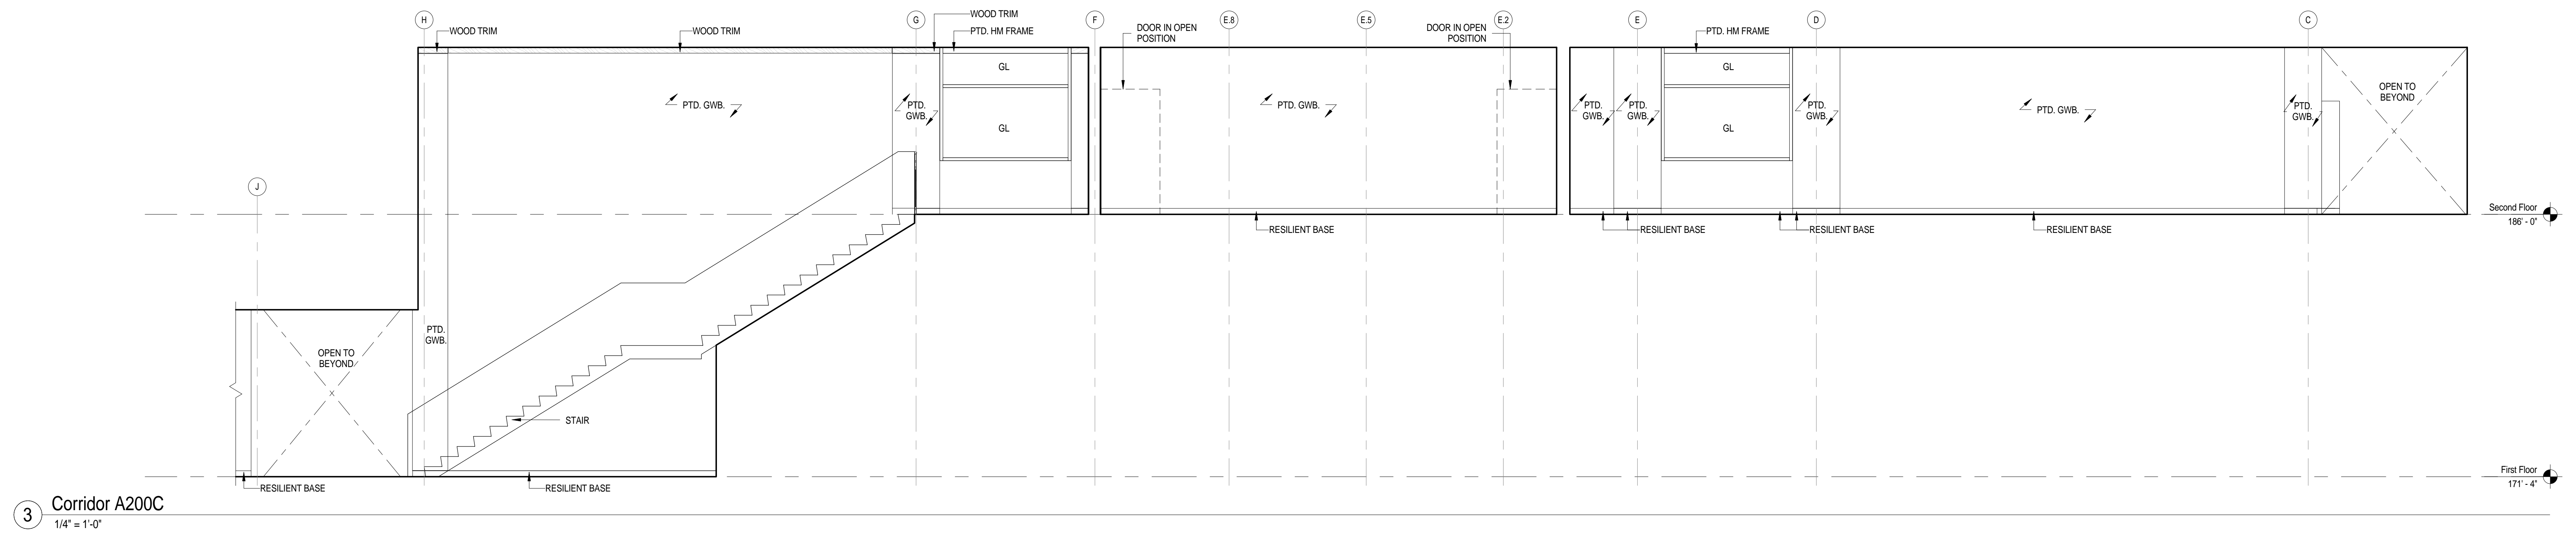 H
G
F
E.8
E.5
E.2
E
D
C
J
WOOD TRIM
WOOD TRIM
WOOD TRIM
PTD. HM FRAME
DOOR IN OPEN
POSITION
DOOR IN OPEN
POSITION
PTD. HM FRAME
GL
GL
GL
GL
PTD. GWB.
PTD.
GWB.
PTD. GWB.
PTD.
GWB.
PTD.
GWB.
PTD.
GWB.
PTD. GWB.
PTD.
GWB.
OPEN TO
BEYOND
Second Floor
186' - 0"
RESILIENT BASE
RESILIENT BASE
RESILIENT BASE
RESILIENT BASE
PTD.
GWB.
OPEN TO
BEYOND
STAIR
RESILIENT BASE
RESILIENT BASE
First Floor
171' - 4"
3
Corridor A200C
1/4" = 1'-0"